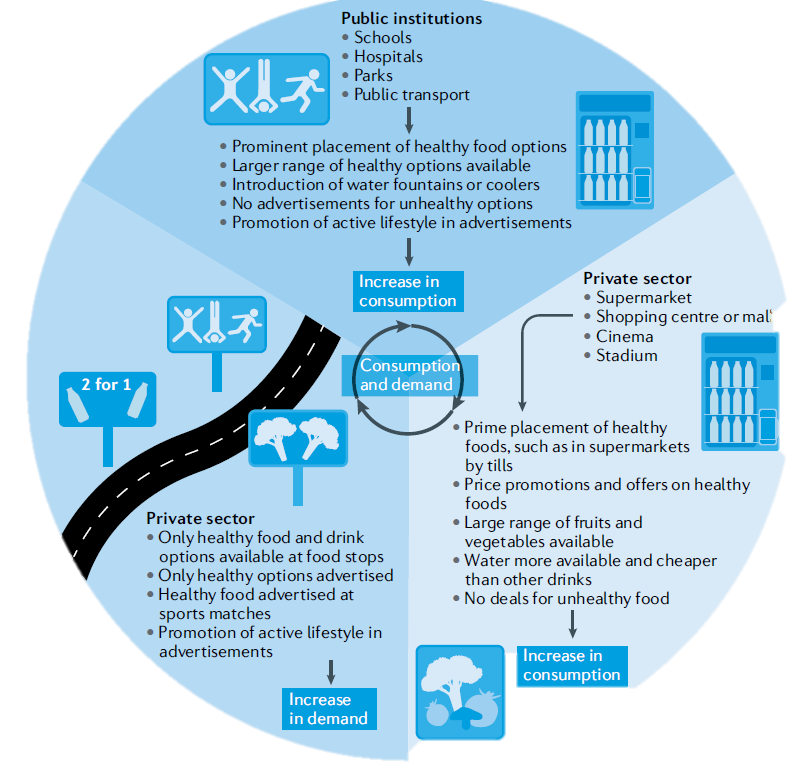 Public institutions
• Schools
• Hospitals
• Parks
• Public transport
• Prominent placement of healthy food options
• Larger range of healthy options available
• Introduction of water fountains or coolers
• No advertisements for unhealthy options
• Promotion of active lifestyle in advertisements
Increase in
consumption
Private sector
• Supermarket
• Shopping centre or mall
• Cinema
• Stadium
Consumption
and demand
• Prime placement of healthy
foods, such as in supermarkets
by tills
• Price promotions and offers on healthy
foods
• Large range of fruits and
vegetables available
• Water more available and cheaper
than other drinks
• No deals for unhealthy food
Increase in
consumption
2 for 1
Private sector
• Only healthy food and drink
options available at food stops
• Only healthy options advertised
• Healthy food advertised at
sports matches
• Promotion of active lifestyle in
advertisements
Increase
in demand